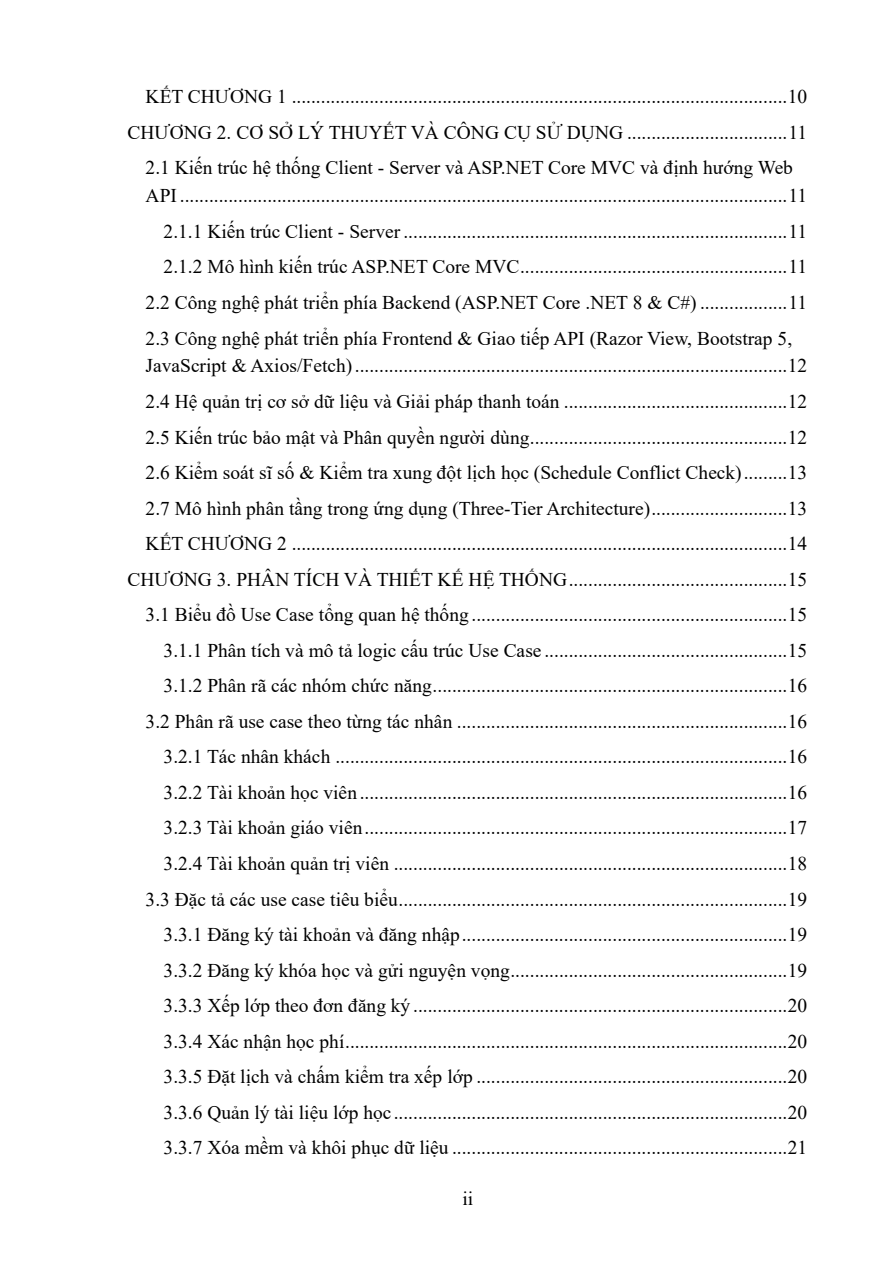 KẾT CHƯƠNG 1 ........................................................................................................10
CHƯƠNG 2. CƠ SỞ LÝ THUYẾT VÀ CÔNG CỤ SỬ DỤNG .................................11
2.1 Kiến trúc hệ thống Client - Server và ASP.NET Core MVC và định hướng Web
API ..............................................................................................................................11
2.1.1 Kiến trúc Client - Server ................................................................................11
2.1.2 Mô hình kiến trúc ASP.NET Core MVC........................................................11
2.2 Công nghệ phát triển phía Backend (ASP.NET Core .NET 8 & C#) ..................11
2.3 Công nghệ phát triển phía Frontend & Giao tiếp API (Razor View, Bootstrap 5,
JavaScript & Axios/Fetch) ..........................................................................................12
2.4 Hệ quản trị cơ sở dữ liệu và Giải pháp thanh toán ..............................................12
2.5 Kiến trúc bảo mật và Phân quyền người dùng.....................................................12
2.6 Kiểm soát sĩ số & Kiểm tra xung đột lịch học (Schedule Conflict Check).........13
2.7 Mô hình phân tầng trong ứng dụng (Three-Tier Architecture)............................13
KẾT CHƯƠNG 2 ........................................................................................................14
CHƯƠNG 3. PHÂN TÍCH VÀ THIẾT KẾ HỆ THỐNG.............................................15
3.1 Biểu đồ Use Case tổng quan hệ thống .................................................................15
3.1.1 Phân tích và mô tả logic cấu trúc Use Case ..................................................15
3.1.2 Phân rã các nhóm chức năng.........................................................................16
3.2 Phân rã use case theo từng tác nhân ....................................................................16
3.2.1 Tác nhân khách .............................................................................................16
3.2.2 Tài khoản học viên ........................................................................................16
3.2.3 Tài khoản giáo viên.......................................................................................17
3.2.4 Tài khoản quản trị viên .................................................................................18
3.3 Đặc tả các use case tiêu biểu................................................................................19
3.3.1 Đăng ký tài khoản và đăng nhập...................................................................19
3.3.2 Đăng ký khóa học và gửi nguyện vọng.........................................................19
3.3.3 Xếp lớp theo đơn đăng ký .............................................................................20
3.3.4 Xác nhận học phí...........................................................................................20
3.3.5 Đặt lịch và chấm kiểm tra xếp lớp ................................................................20
3.3.6 Quản lý tài liệu lớp học .................................................................................20
3.3.7 Xóa mềm và khôi phục dữ liệu .....................................................................21
ii